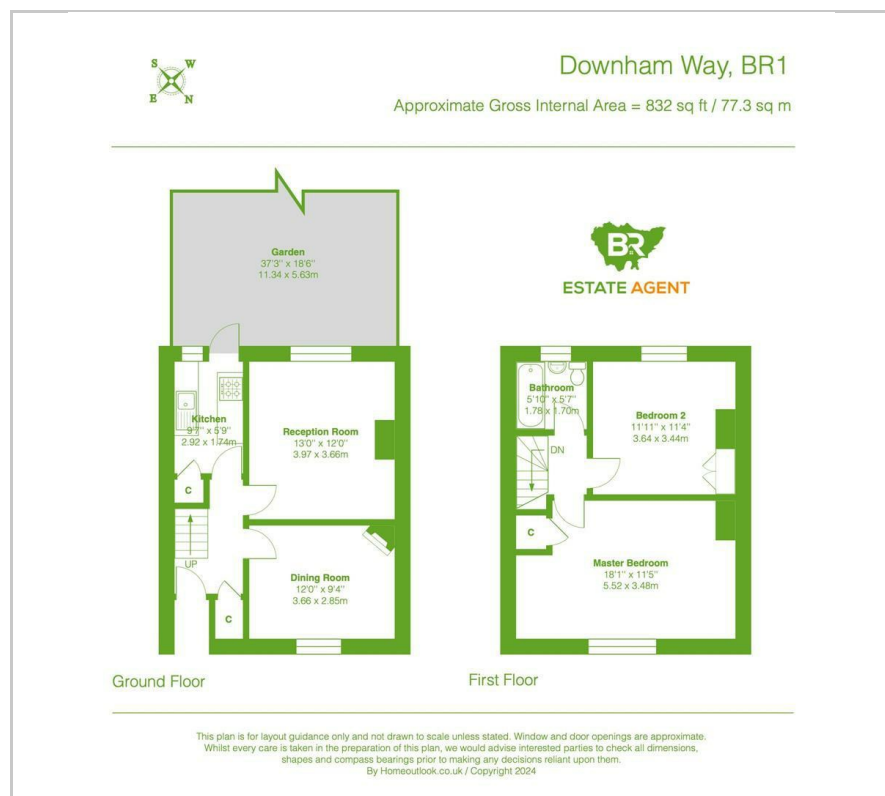 S W
E N
Downham Way, BR1
Approximate Gross Internal Area = 832 sq ft / 77.3 sq m
Garden
37'3" x 18'6"
11.34 x 5.63m
BR
ESTATE AGENT
Kitchen
9'7" x 5'9"
2.92 x 1.74m
Reception Room
13'0" x 12'0"
3.97 x 3.66m
C
UP
Dining Room
12'0" x 9'4"
3.66 x 2.85m
C
Ground Floor
Bathroom
5'10" x 5'7"
1.78 x 1.70m
Bedroom 2
11'11" x 11'4"
3.64 x 3.44m
DN
C
Master Bedroom
18'1" x 11'5"
5.52 x 3.48m
First Floor
This plan is for layout guidance only and not drawn to scale unless stated. Window and door openings are approximate.
Whilst every care is taken in the preparation of this plan, we would advise interested parties to check all dimensions,
shapes and compass bearings prior to making any decisions reliant upon them.
By Homeoutlook.co.uk / Copyright 2024